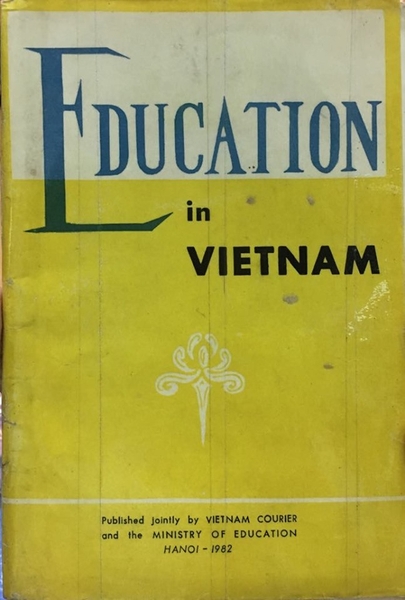 EDUCATION
in
VIETNAM
Published jointly by VIETNAM COURIER
and the MINISTRY OF EDUCATION
HANOI - 1982